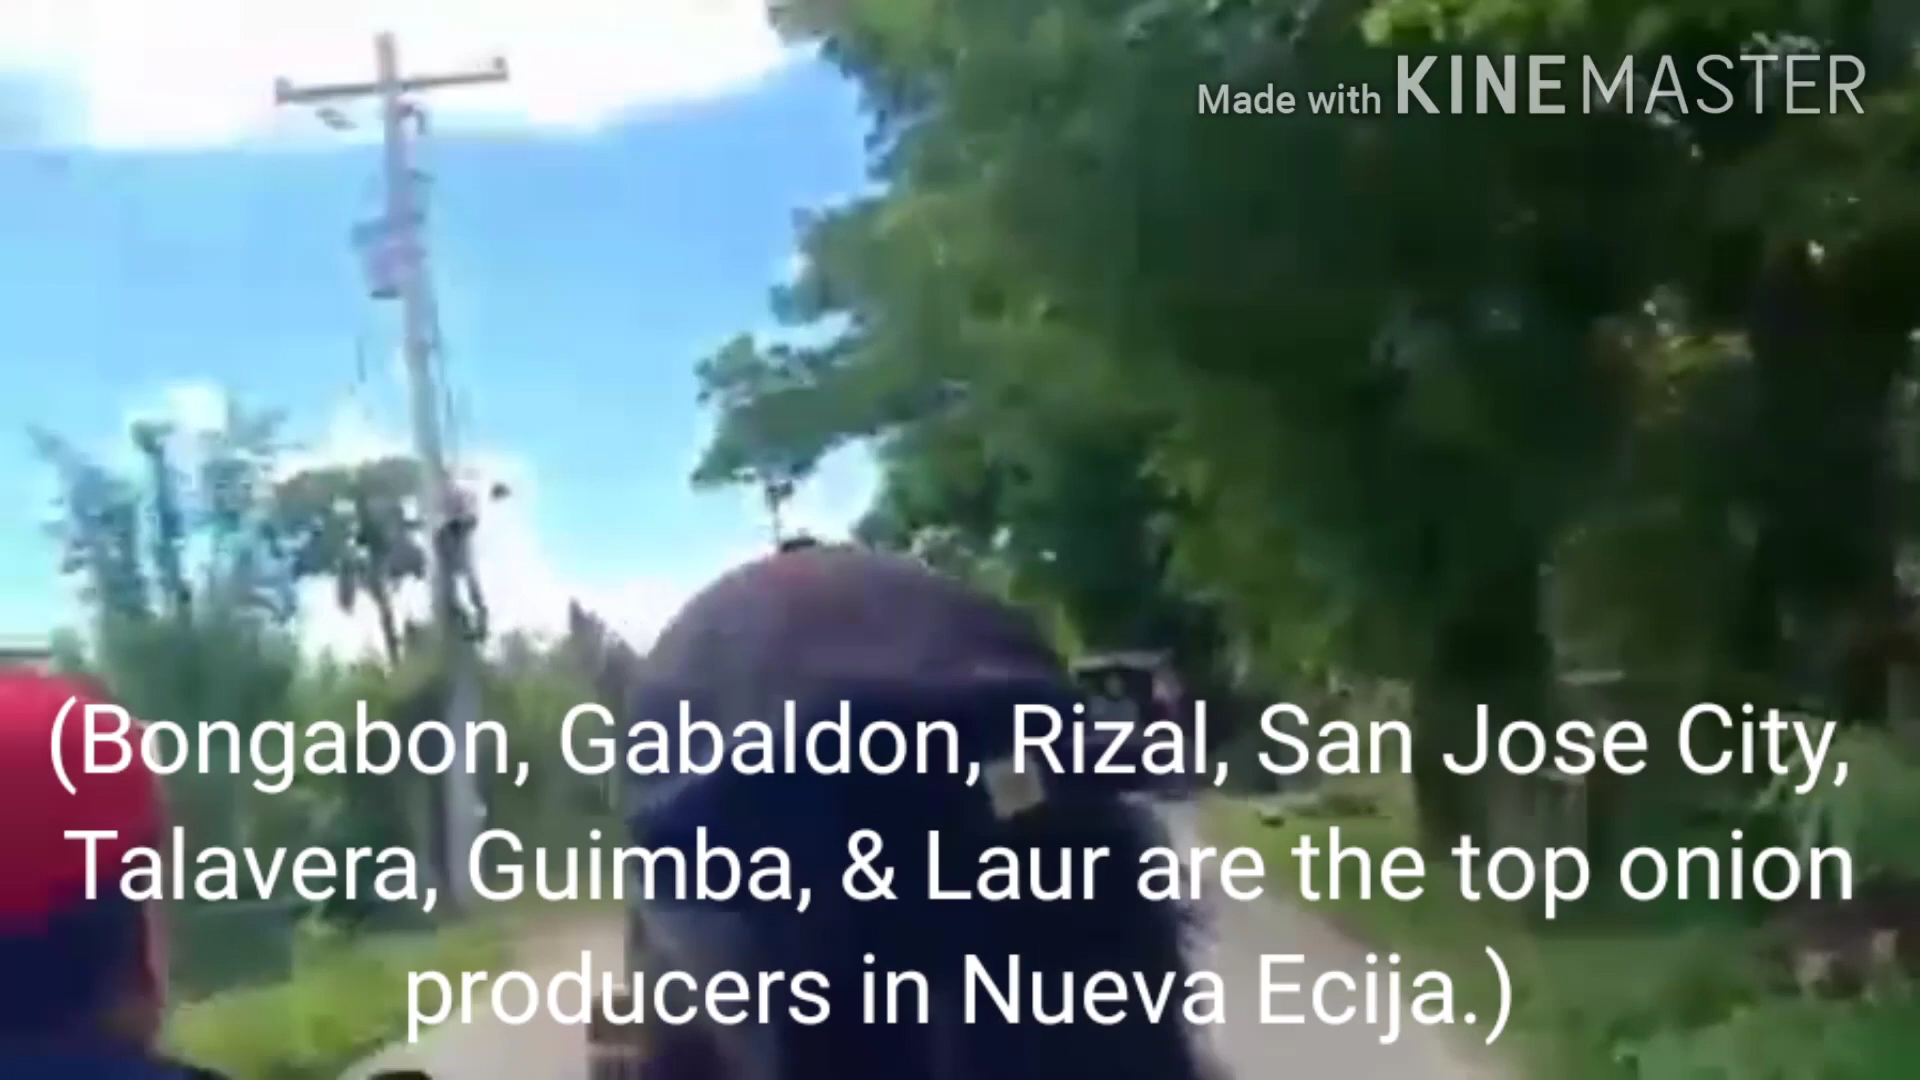 Made with KINEMASTER
(Bongabon, Gabaldon, Rizal, San Jose City,
Talavera, Guimba, & Laur are the top onion
producers in Nueva Ecija.)